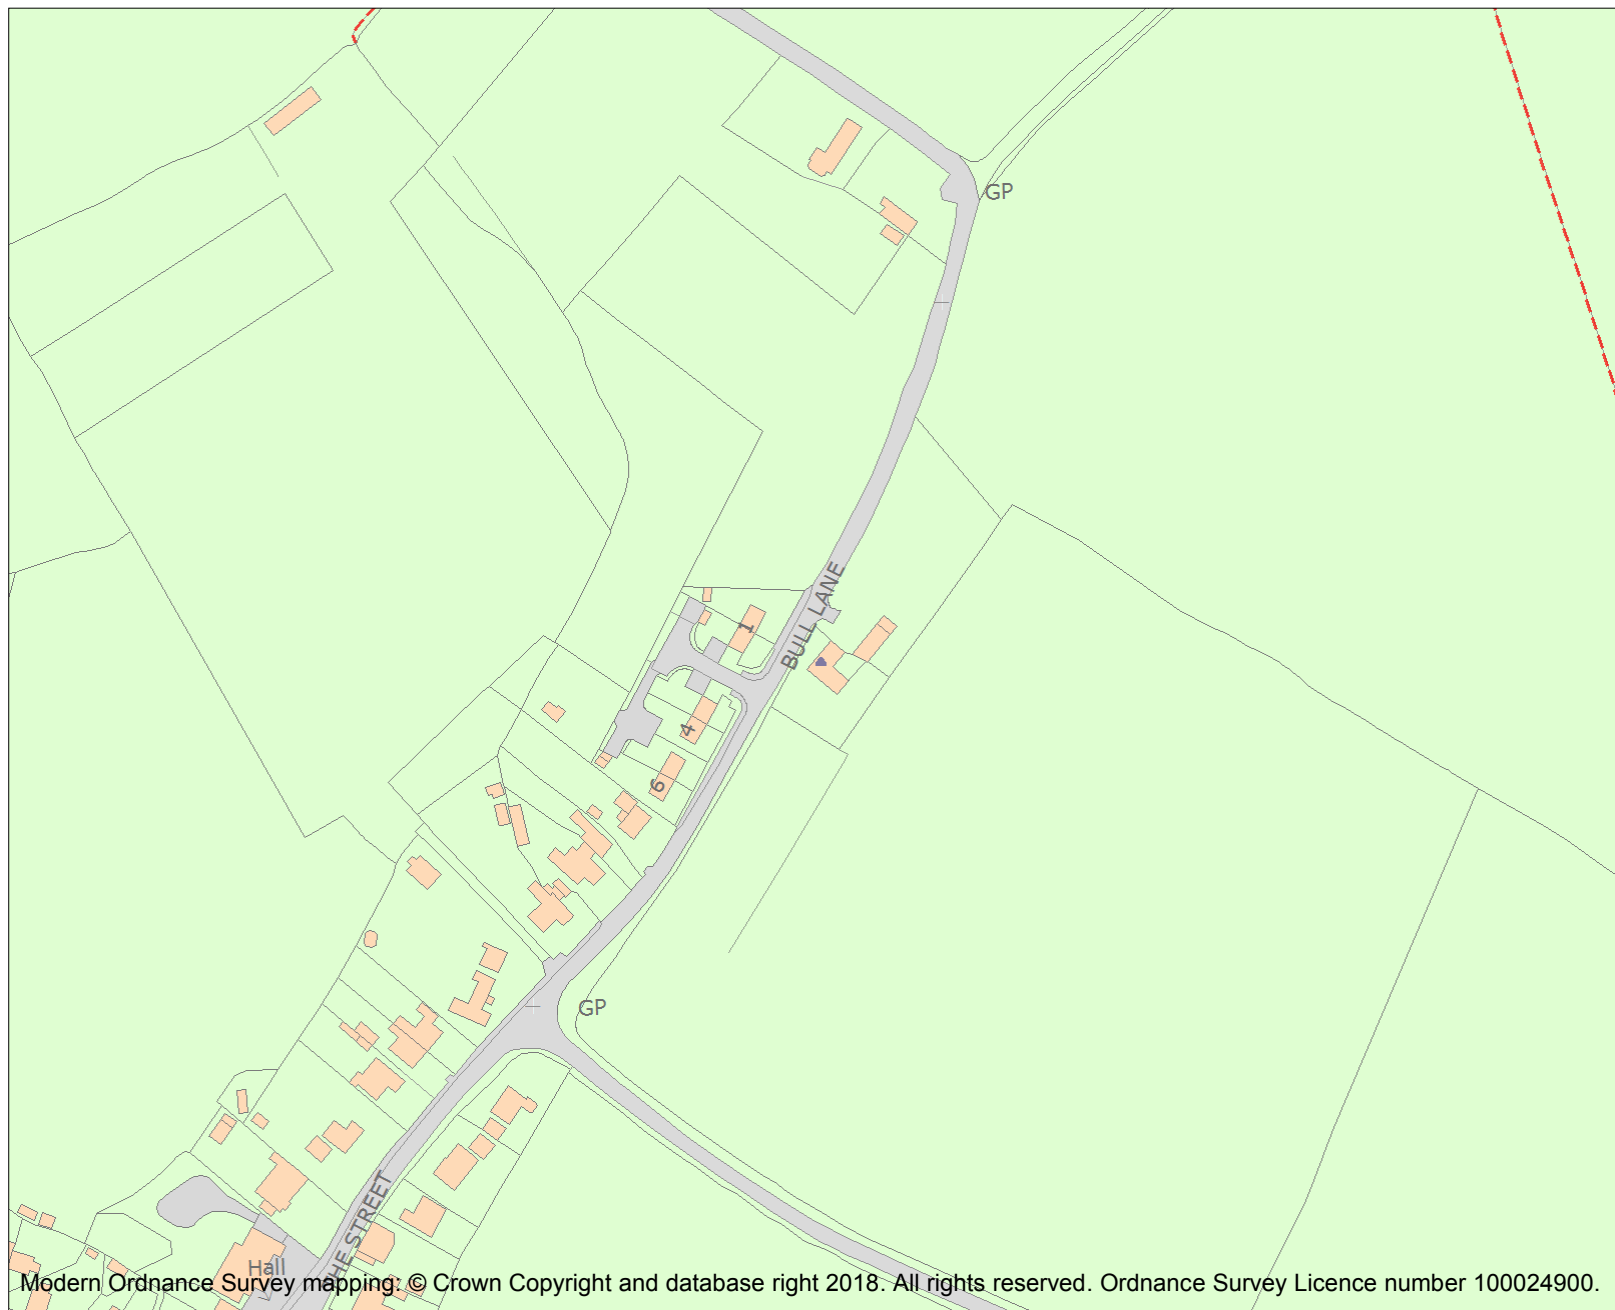 GP
BULL LANE
1
4
6
GP
THE STREET
Hall
Modern Ordnance Survey mapping: © Crown Copyright and database right 2018. All rights reserved. Ordnance Survey Licence number 100024900.